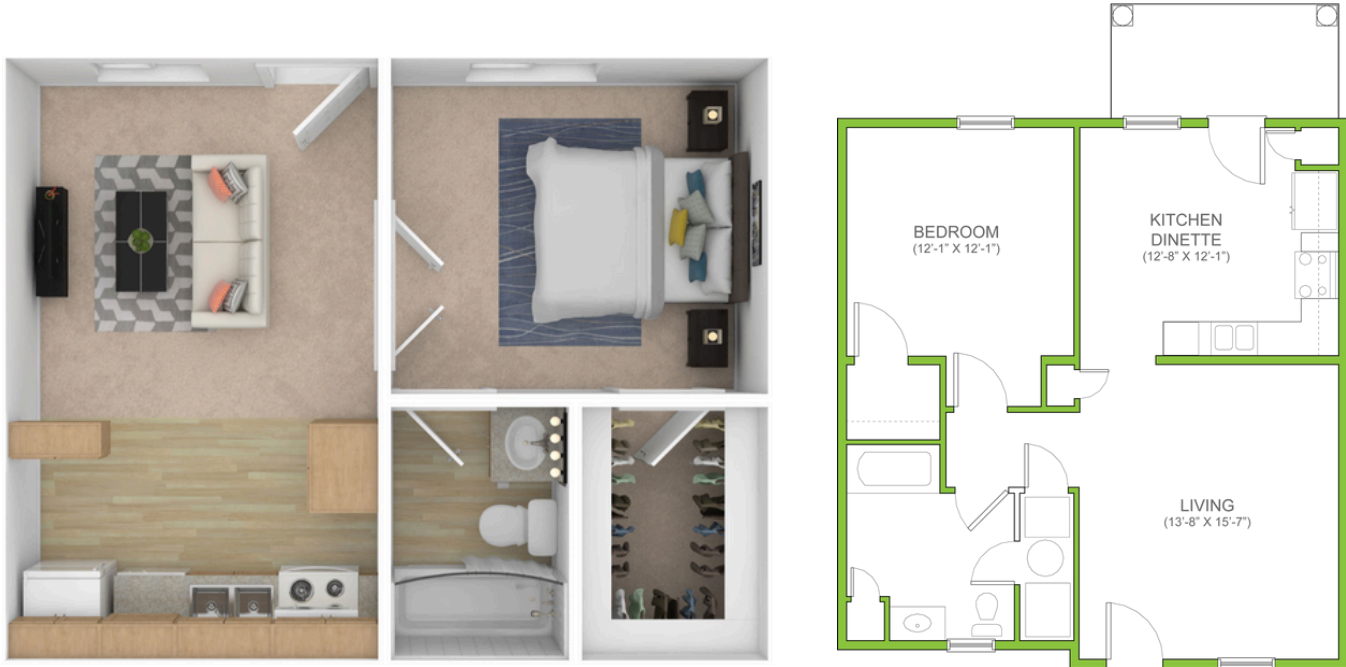 BEDROOM
(12'-1" X 12'-1")
KITCHEN
DINETTE
(12'-8" X 12'-1")
LIVING
(13'-8" X 15'-7")